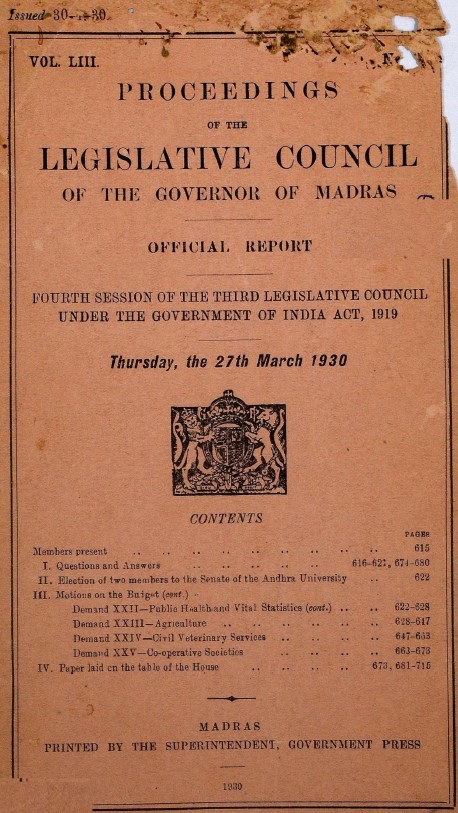 Issued 30-1-30.
VOL. LIII.
PROCEEDINGS
OF THE
LEGISLATIVE COUNCIL
OF THE GOVERNOR OF MADRAS
OFFICIAL REPORT
FOURTH SESSION OF THE THIRD LEGISLATIVE COUNCIL
UNDER THE GOVERNMENT OF INDIA ACT, 1919
Thursday, the 27th March 1930
CONTENTS
PAGES
Members present .. .. .. .. .. .. .. .. .. 615
I. Questions and Answers .. .. .. .. .. 616-621, 674-680
II. Election of two members to the Senate of the Andhra University .. 622
III. Motions on the Budget (cont.) -
Demand XXII—Public Health and Vital Statistics (cont.) .. .. 622-628
Demand XXIII—Agriculture .. .. .. .. .. .. 628-647
Demand XXIV—Civil Veterinary Services .. .. .. .. 647-663
Demand XXV—Co-operative Societies .. .. .. .. 663-673
IV. Paper laid on the table of the House .. .. .. .. 673, 681-715
MADRAS
PRINTED BY THE SUPERINTENDENT, GOVERNMENT PRESS
1930